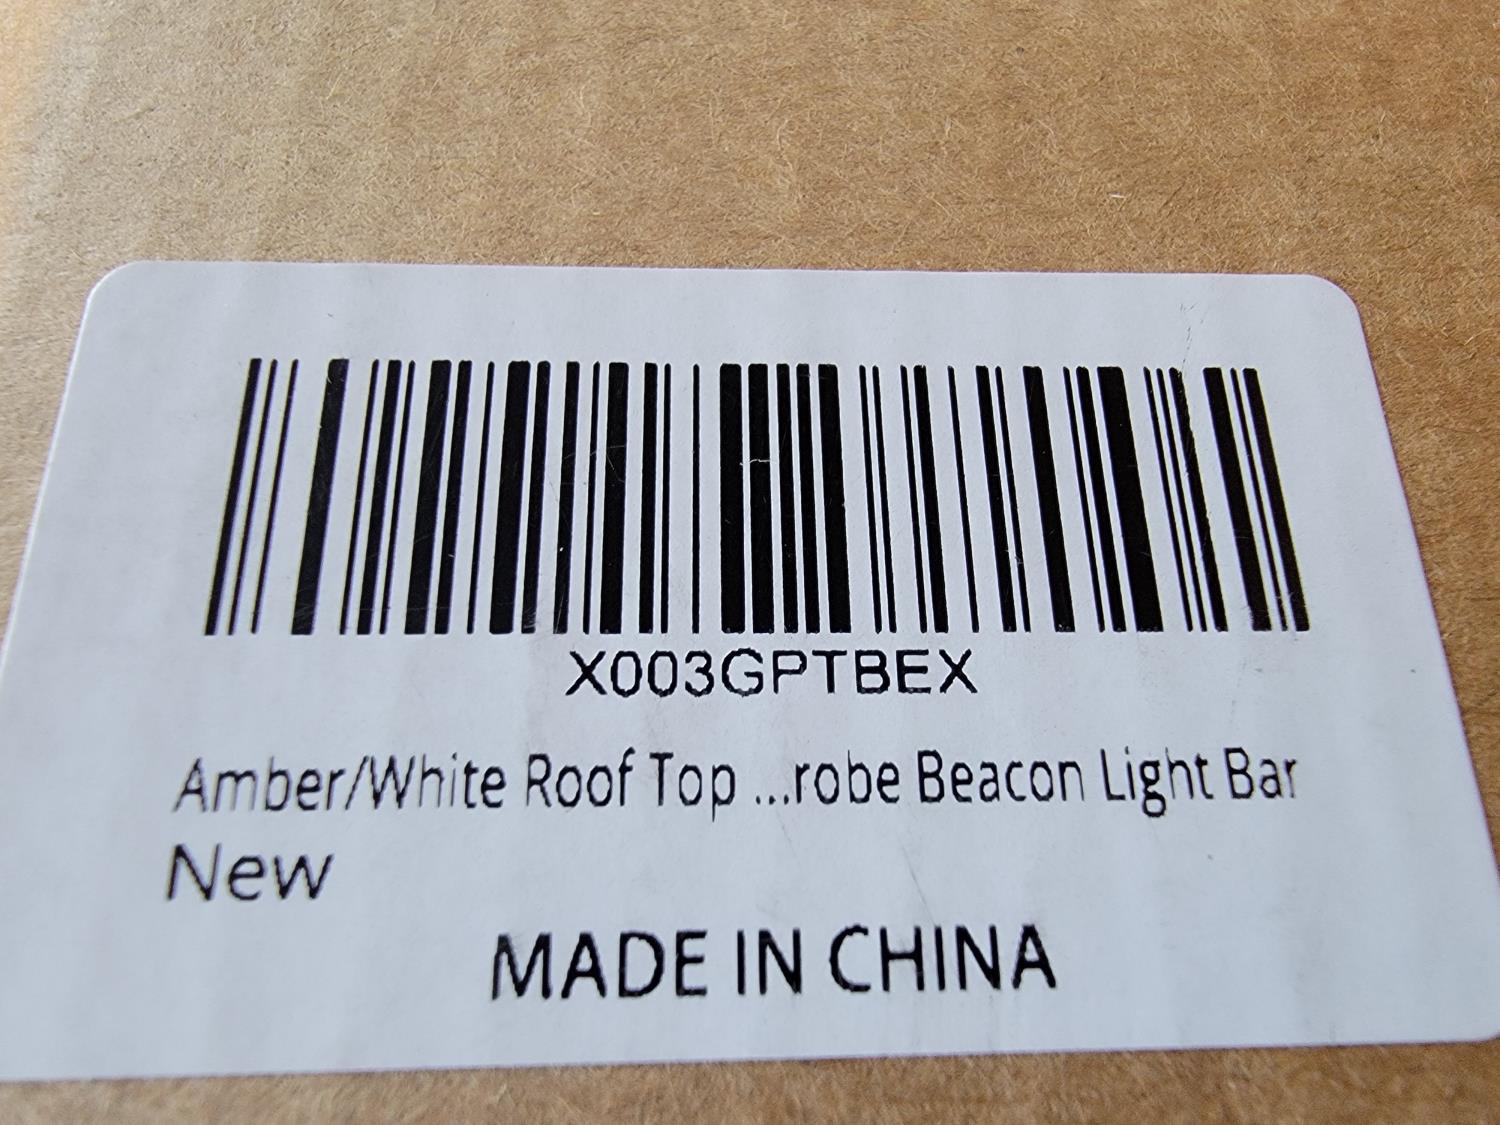 X003GPTBEX
Amber/White Roof Top ...robe Beacon Light Bar
New
MADE IN CHINA